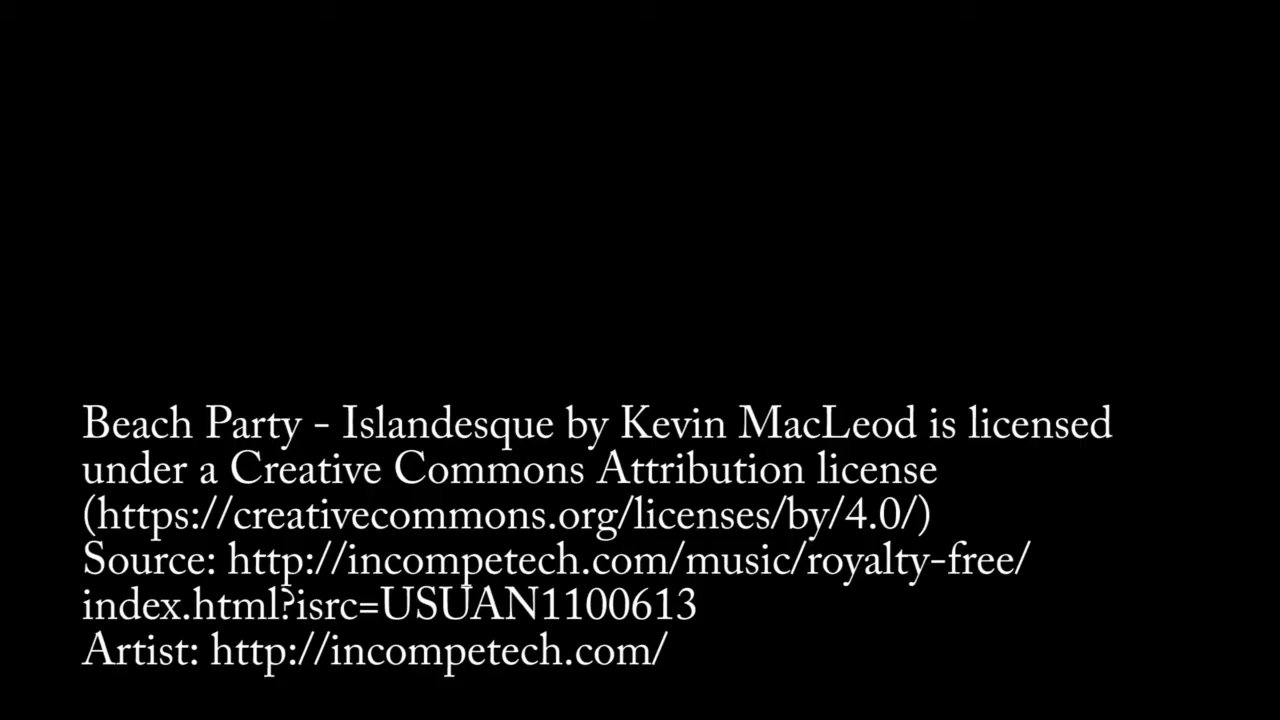 Beach Party - Islandesque by Kevin MacLeod is licensed
under a Creative Commons Attribution license
(https://creativecommons.org/licenses/by/4.0/)
Source: http://incompetech.com/music/royalty-free/
index.html?isrc=USUAN1100613
Artist: http://incompetech.com/